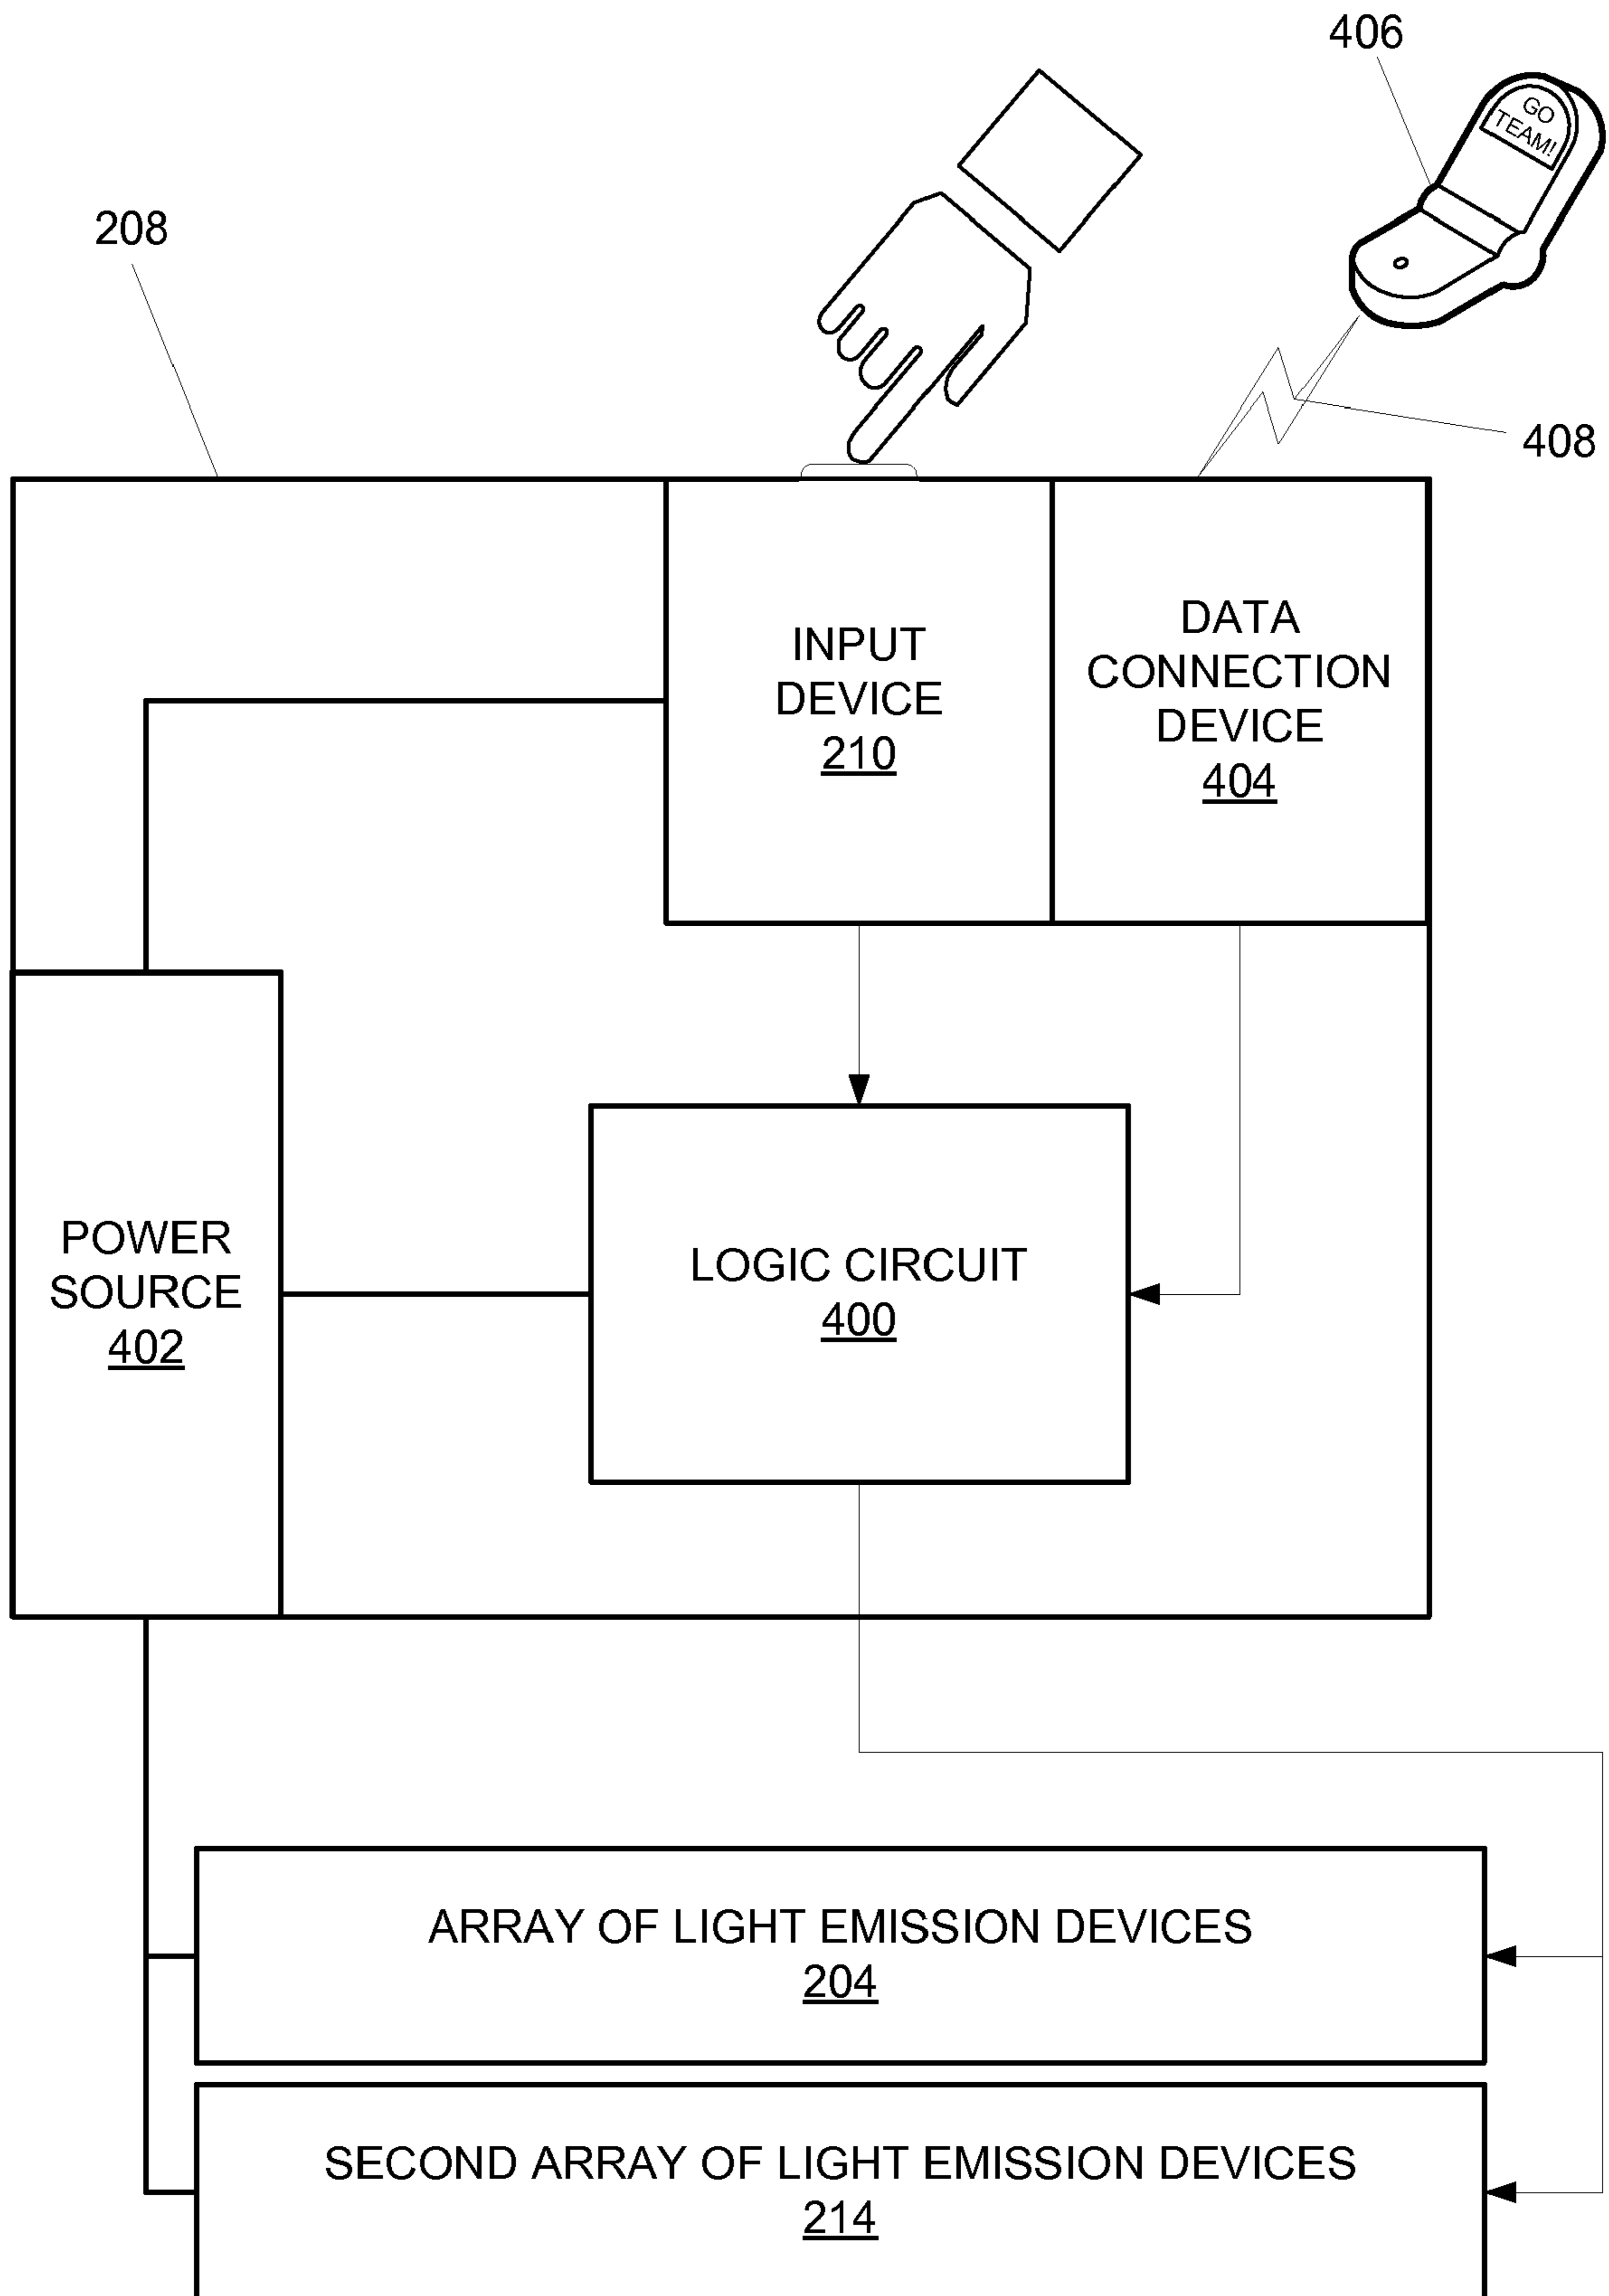 406
GO
TEAM!
208
408
INPUT
DEVICE
210
DATA
CONNECTION
DEVICE
404
POWER
SOURCE
402
LOGIC CIRCUIT
400
ARRAY OF LIGHT EMISSION DEVICES
204
SECOND ARRAY OF LIGHT EMISSION DEVICES
214